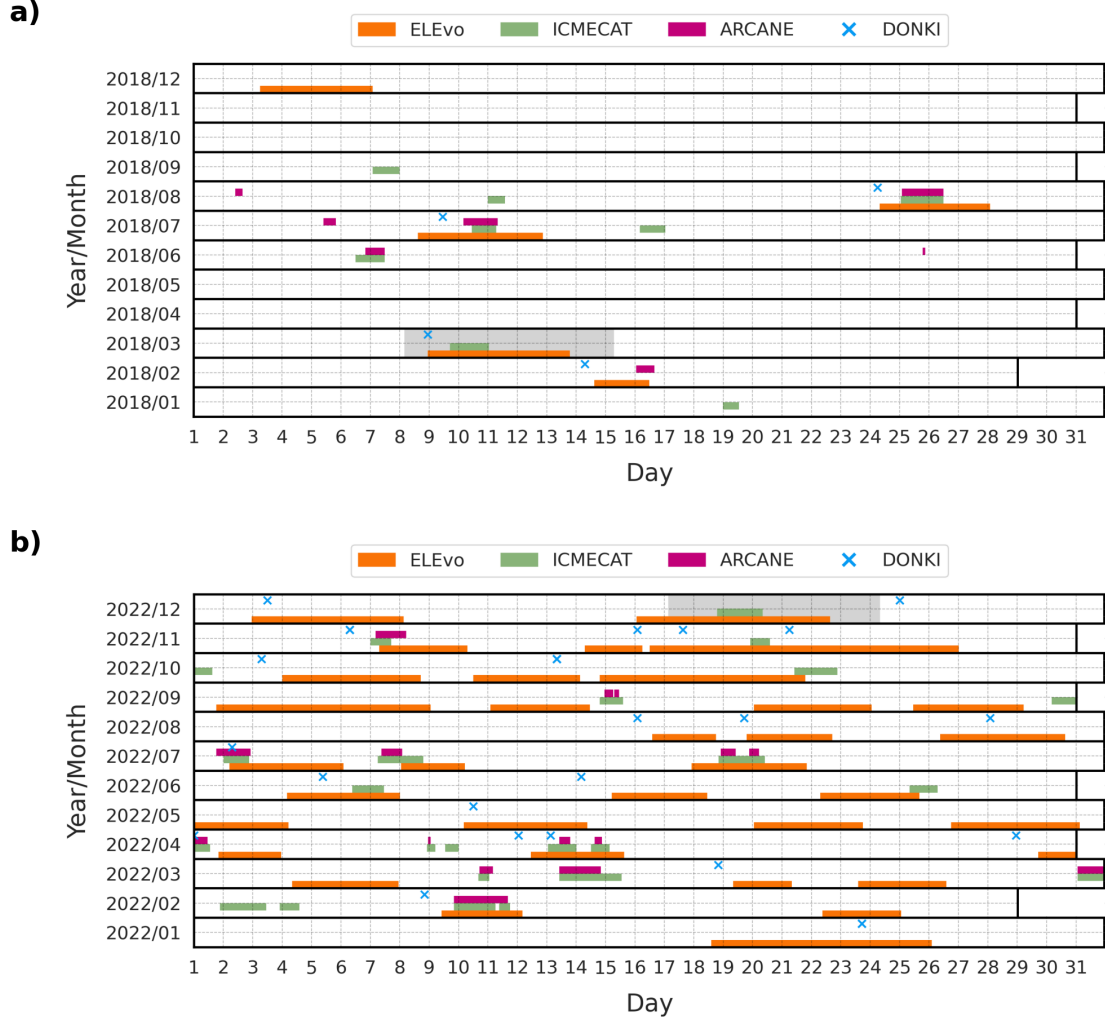 a)
ELEvo ICMECAT ARCANE DONKI
Year/Month
2018/12
2018/11
2018/10
2018/09
2018/08
2018/07
2018/06
2018/05
2018/04
2018/03
2018/02
2018/01
1 2 3 4 5 6 7 8 9 10 11 12 13 14 15 16 17 18 19 20 21 22 23 24 25 26 27 28 29 30 31
Day
b)
ELEvo ICMECAT ARCANE DONKI
Year/Month
2022/12
2022/11
2022/10
2022/09
2022/08
2022/07
2022/06
2022/05
2022/04
2022/03
2022/02
2022/01
1 2 3 4 5 6 7 8 9 10 11 12 13 14 15 16 17 18 19 20 21 22 23 24 25 26 27 28 29 30 31
Day